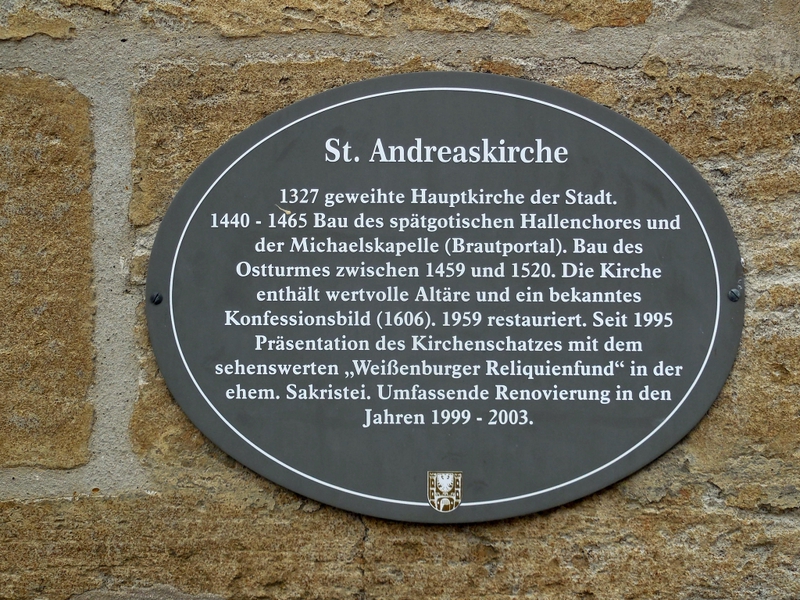 St. Andreaskirche
1327 geweihte Hauptkirche der Stadt.
1440 - 1465 Bau des spätgotischen Hallenchores und
der Michaelskapelle (Brautportal). Bau des
Ostturmes zwischen 1459 und 1520. Die Kirche
enthält wertvolle Altäre und ein bekanntes
Konfessionsbild (1606). 1959 restauriert. Seit 1995
Präsentation des Kirchenschatzes mit dem
sehenswerten „Weißenburger Reliquienfund“ in der
ehem. Sakristei. Umfassende Renovierung in den
Jahren 1999 - 2003.